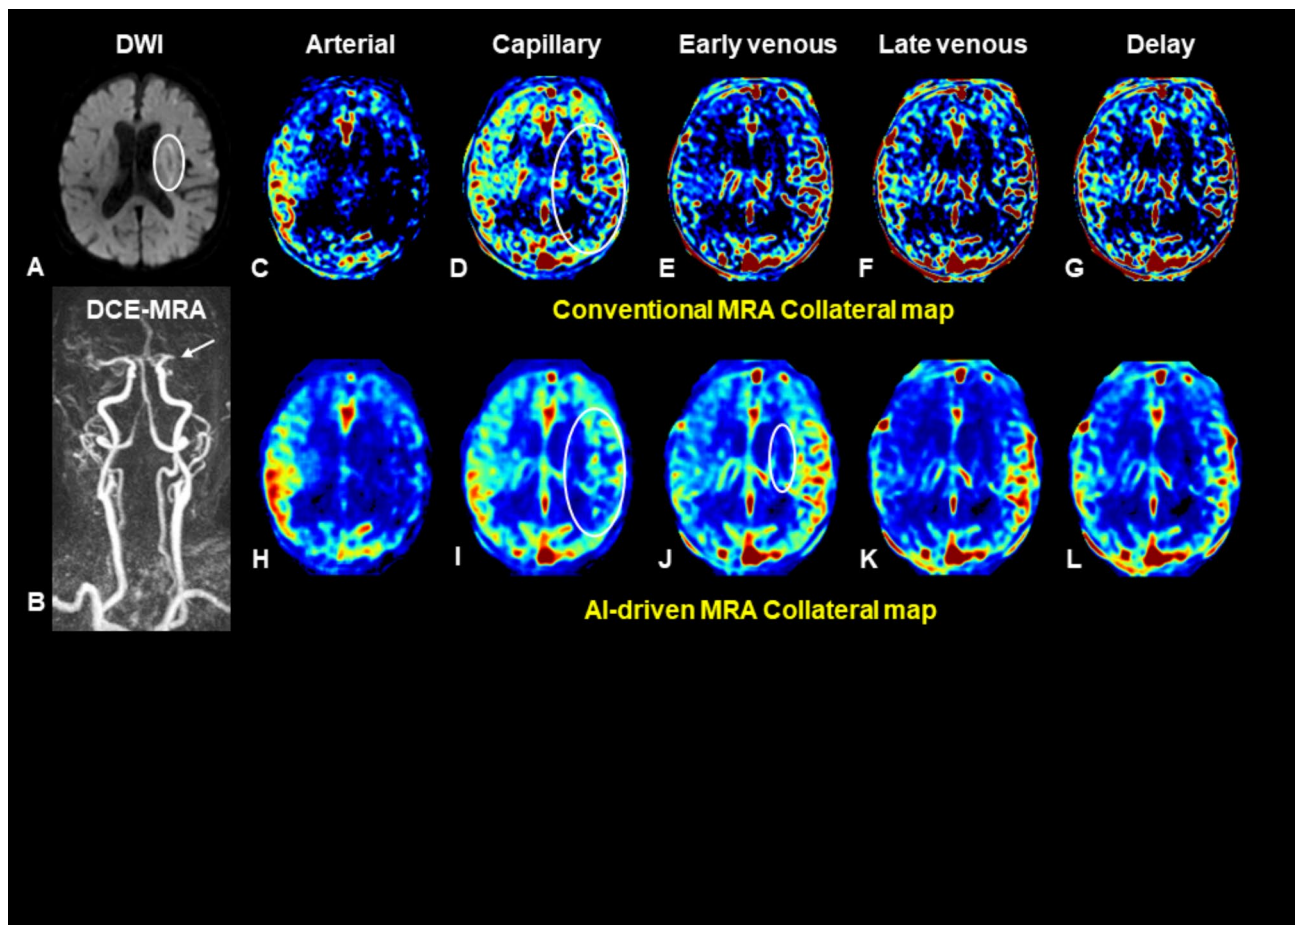 DWI Arterial Capillary Early venous Late venous Delay
A C D E F G
DCE-MRA Conventional MRA Collateral map
H I J K L
B
AI-driven MRA Collateral map